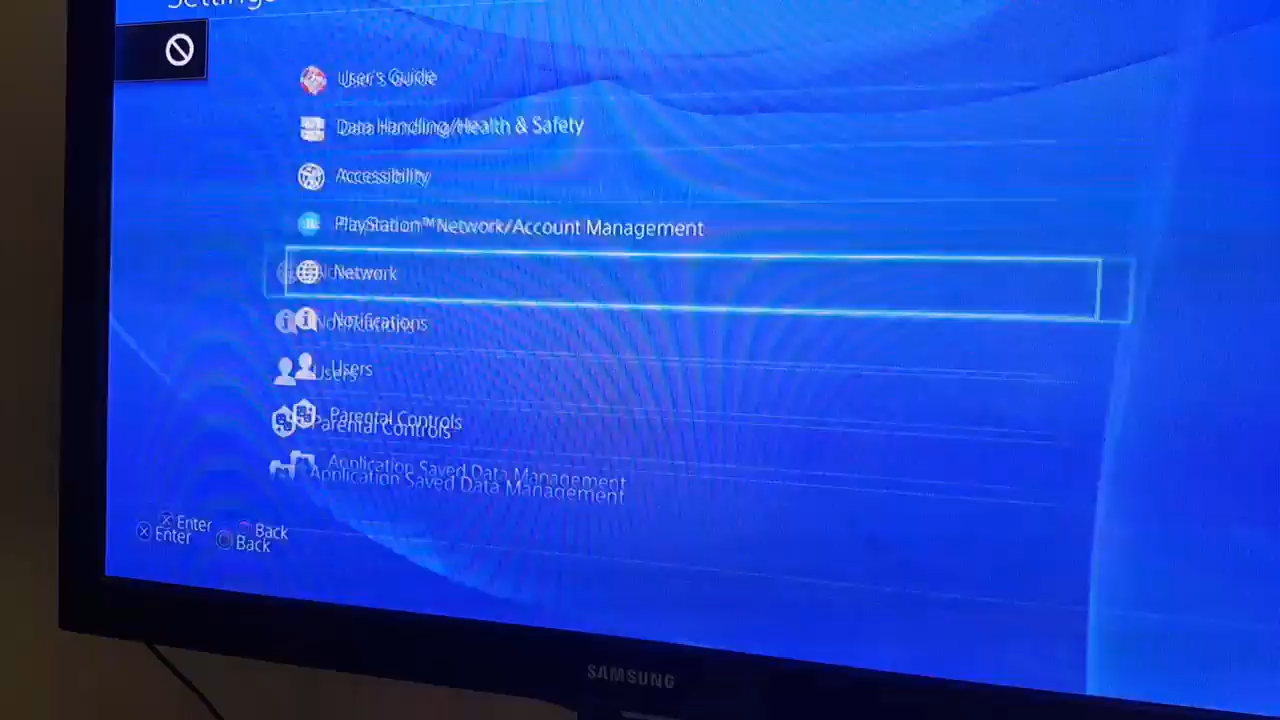 Settings
User's Guide
Data Handling/Health & Safety
Accessibility
PlayStation™Network/Account Management
Network
Notifications
Users
Parental Controls
Application Saved Data Management
Enter Back
SAMSUNG